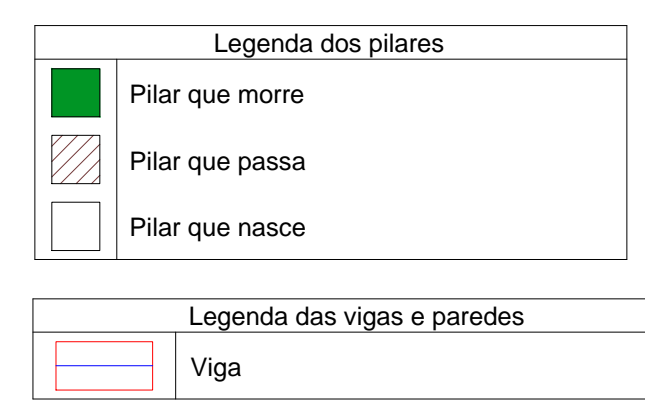 Legenda dos pilares
Pilar que morre
Pilar que passa
Pilar que nasce
Legenda das vigas e paredes
Viga